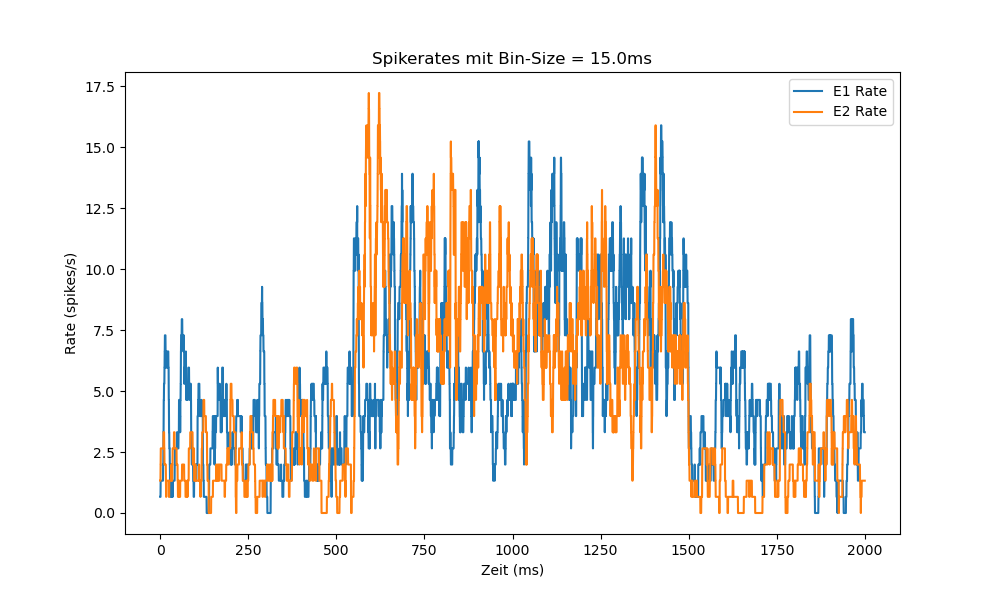 Spikerates mit Bin-Size = 15.0ms
E1 Rate
E2 Rate
Rate (spikes/s)
17.5
15.0
12.5
10.0
7.5
5.0
2.5
0.0
0 250 500 750 1000 1250 1500 1750 2000
Zeit (ms)